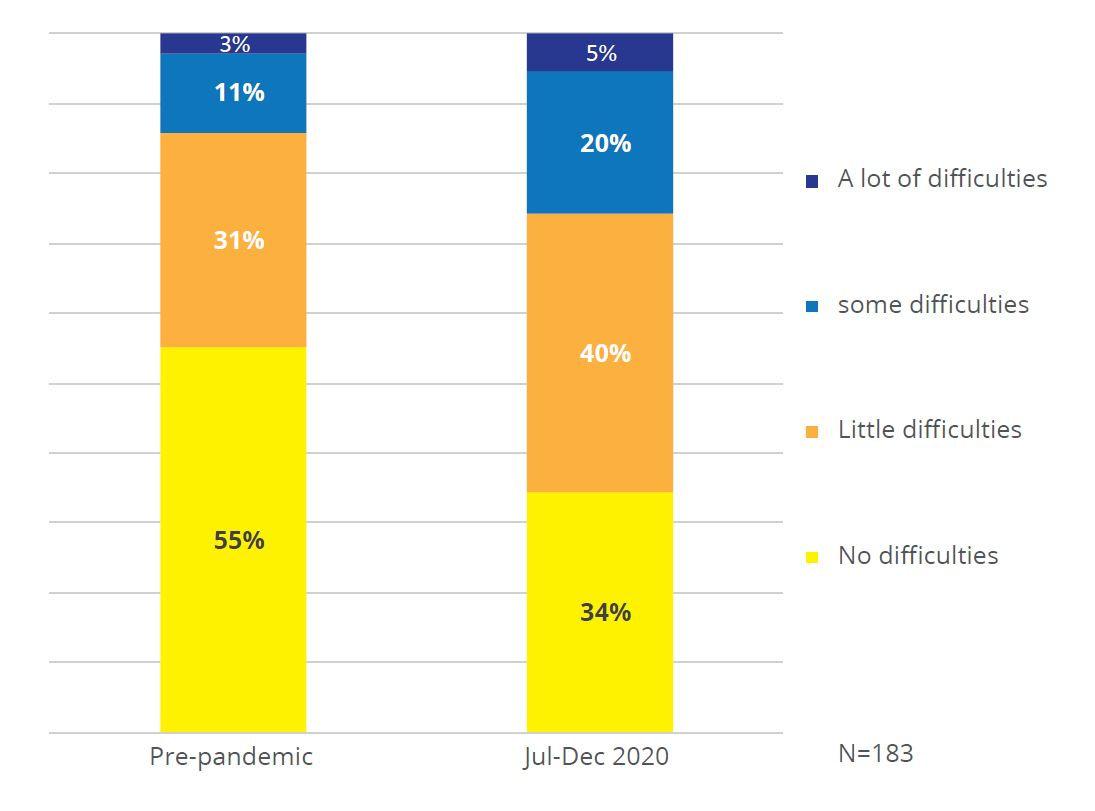 3%
11%
31%
55%
Pre-pandemic
5%
20%
40%
34%
Jul-Dec 2020
A lot of difficulties
some difficulties
Little difficulties
No difficulties
N=183